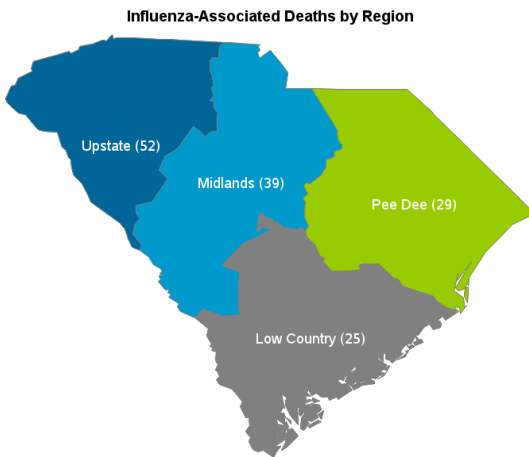 Influenza-Associated Deaths by Region
Upstate (52)
Midlands (39)
Pee Dee (29)
Low Country (25)